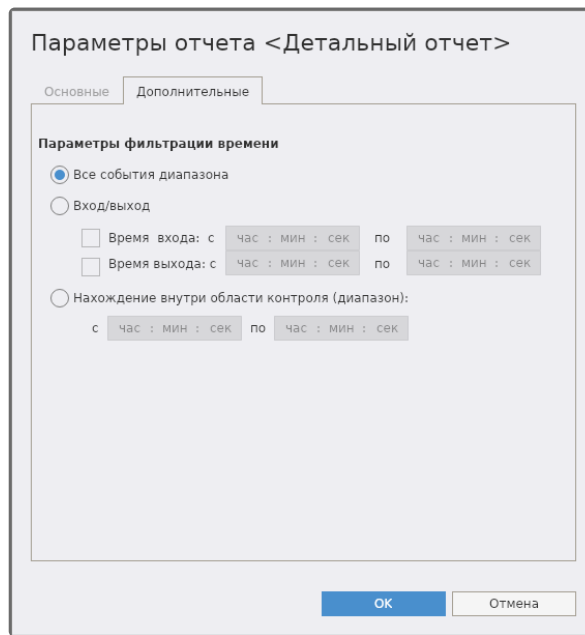 Параметры отчета <Детальный отчет>
Основные Дополнительные
Параметры фильтрации времени
Все события диапазона
Вход/выход
Время входа: с час : мин : сек по час : мин : сек
Время выхода: с час : мин : сек по час : мин : сек
Нахождение внутри области контроля (диапазон):
с час : мин : сек по час : мин : сек
ОК Отмена